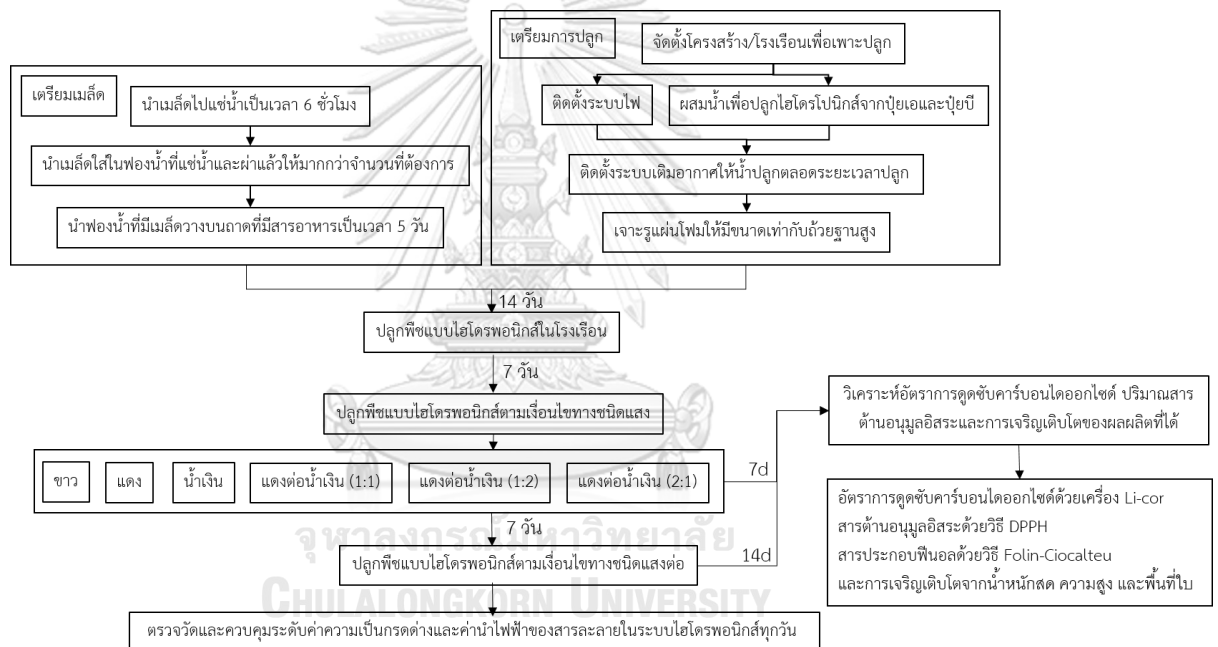 เตรียมเมล็ด
นำเมล็ดไปแช่น้ำเป็นเวลา 6 ชั่วโมง
นำเมล็ดใส่ในฟองน้ำที่แช่น้ำและผ่าแล้วให้มากกว่าจำนวนที่ต้องการ
นำฟองน้ำที่มีเมล็ดวางบนถาดที่มีสารอาหารเป็นเวลา 5 วัน
เตรียมการปลูก
จัดตั้งโครงสร้าง/โรงเรือนเพื่อเพาะปลูก
ติดตั้งระบบไฟ
ผสมน้ำเพื่อปลูกไฮโดรโปนิกส์จากปุ๋ยเอและปุ๋ยบี
ติดตั้งระบบเติมอากาศให้น้ำปลูกตลอดระยะเวลาปลูก
เจาะรูแผ่นโฟมให้มีขนาดเท่ากับถ้วยฐานสูง
14 วัน
ปลูกพืชแบบไฮโดรพอนิกส์ในโรงเรือน
7 วัน
ปลูกพืชแบบไฮโดรพอนิกส์ตามเงื่อนไขทางชนิดแสง
ขาว
แดง
น้ำเงิน
แดงต่อน้ำเงิน (1:1)
แดงต่อน้ำเงิน (1:2)
แดงต่อน้ำเงิน (2:1)
7d
7 วัน
ปลูกพืชแบบไฮโดรพอนิกส์ตามเงื่อนไขทางชนิดแสงต่อ
14d
วิเคราะห์อัตราการดูดซับคาร์บอนไดออกไซด์ ปริมาณสาร
ต้านอนุมูลอิสระและการเจริญเติบโตของผลผลิตที่ได้
อัตราการดูดซับคาร์บอนไดออกไซด์ด้วยเครื่อง Li-cor
สารต้านอนุมูลอิสระด้วยวิธี DPPH
สารประกอบฟีนอลด้วยวิธี Folin-Ciocalteu
และการเจริญเติบโตจากน้ำหนักสด ความสูง และพื้นที่ใบ
ตรวจวัดและควบคุมระดับค่าความเป็นกรดด่างและค่านำไฟฟ้าของสารละลายในระบบไฮโดรพอนิกส์ทุกวัน
จุฬาลงกรณ์มหาวิทยาลัย
CHULALONGKORN UNIVERSITY